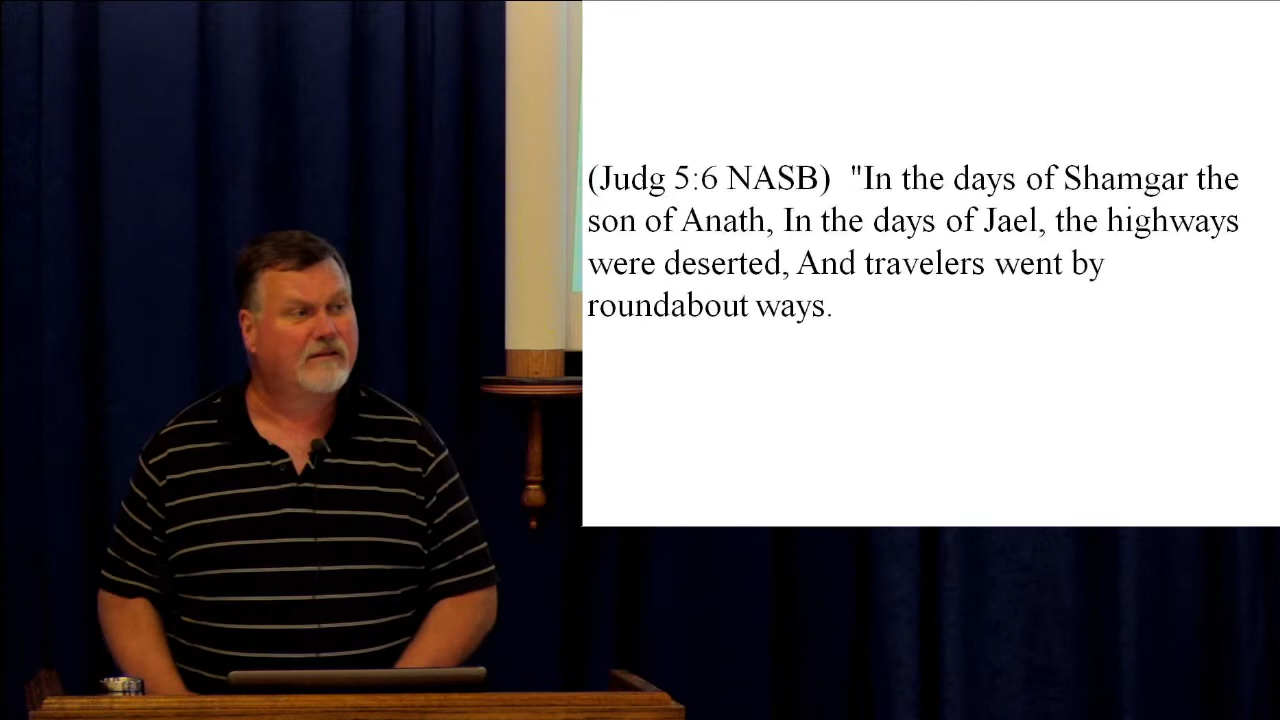 (Judg 5:6 NASB)  "In the days of Shamgar the
son of Anath, In the days of Jael, the highways
were deserted, And travelers went by
roundabout ways.